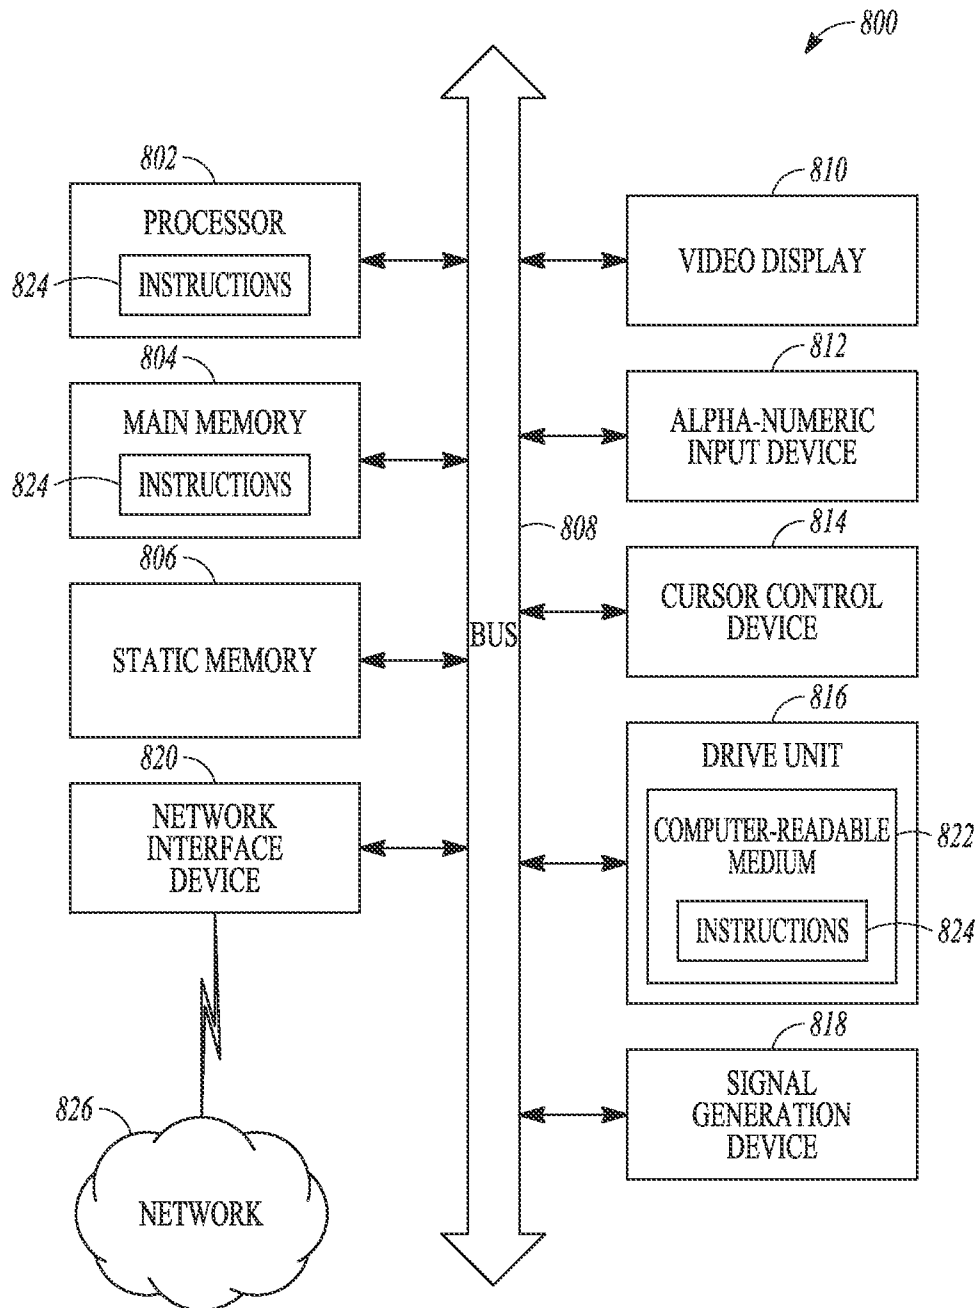 800
802
PROCESSOR
824
INSTRUCTIONS
804
MAIN MEMORY
824
INSTRUCTIONS
806
STATIC MEMORY
820
NETWORK
INTERFACE
DEVICE
826
NETWORK
BUS
808
810
VIDEO DISPLAY
812
ALPHA-NUMERIC
INPUT DEVICE
814
CURSOR CONTROL
DEVICE
816
DRIVE UNIT
COMPUTER-READABLE
MEDIUM
822
INSTRUCTIONS
824
818
SIGNAL
GENERATION
DEVICE